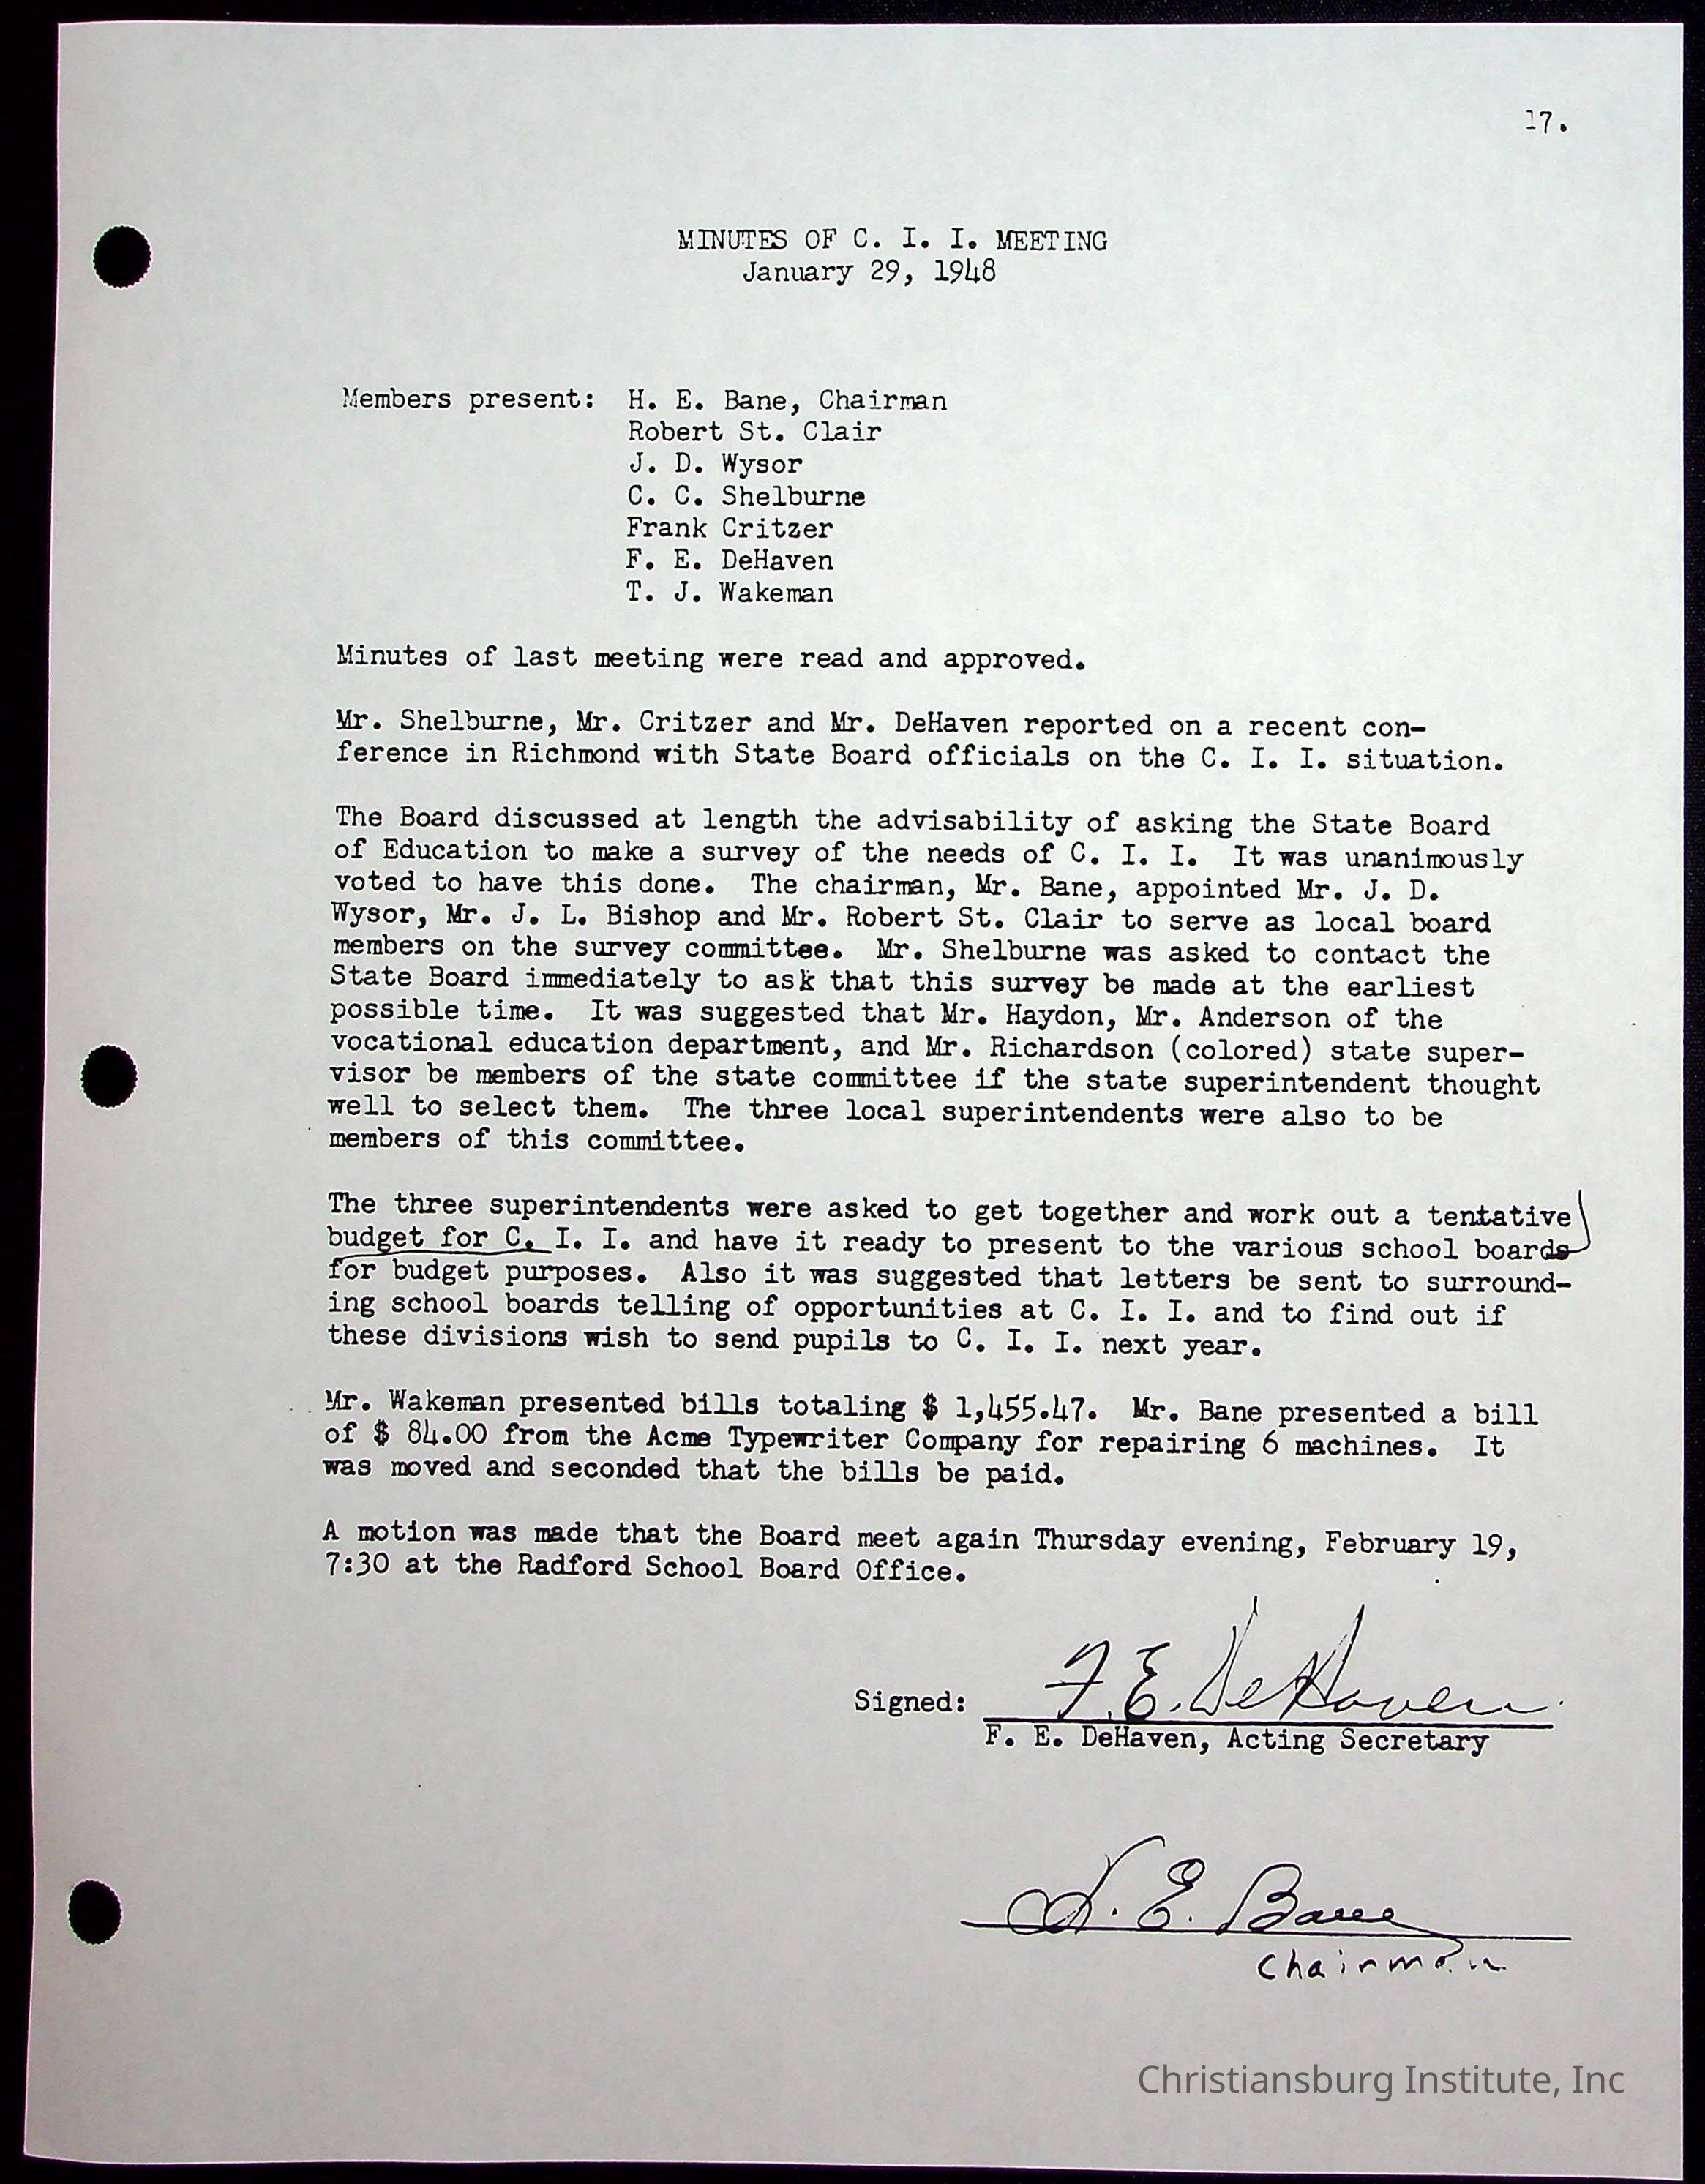 17.
MINUTES OF C. I. I. MEETING
January 29, 1948
Members present: H. E. Bane, Chairman
Robert St. Clair
J. D. Wysor
C. C. Shelburne
Frank Critzer
F. E. DeHaven
T. J. Wakeman
Minutes of last meeting were read and approved.
Mr. Shelburne, Mr. Critzer and Mr. DeHaven reported on a recent con-
ference in Richmond with State Board officials on the C. I. I. situation.
The Board discussed at length the advisability of asking the State Board
of Education to make a survey of the needs of C. I. I. It was unanimously
voted to have this done. The chairman, Mr. Bane, appointed Mr. J. D.
Wysor, Mr. J. L. Bishop and Mr. Robert St. Clair to serve as local board
members on the survey committee. Mr. Shelburne was asked to contact the
State Board immediately to ask that this survey be made at the earliest
possible time. It was suggested that Mr. Haydon, Mr. Anderson of the
vocational education department, and Mr. Richardson (colored) state super-
visor be members of the state committee if the state superintendent thought
well to select them. The three local superintendents were also to be
members of this committee.
The three superintendents were asked to get together and work out a tentative
budget for C. I. I. and have it ready to present to the various school boards
for budget purposes. Also it was suggested that letters be sent to surround-
ing school boards telling of opportunities at C. I. I. and to find out if
these divisions wish to send pupils to C. I. I. next year.
Mr. Wakeman presented bills totaling $ 1,455.47. Mr. Bane presented a bill
of $ 84.00 from the Acme Typewriter Company for repairing 6 machines. It
was moved and seconded that the bills be paid.
A motion was made that the Board meet again Thursday evening, February 19,
7:30 at the Radford School Board Office.
Signed: F. E. DeHaven
F. E. DeHaven, Acting Secretary
H. E. Bane
Chairman
Christiansburg Institute, Inc